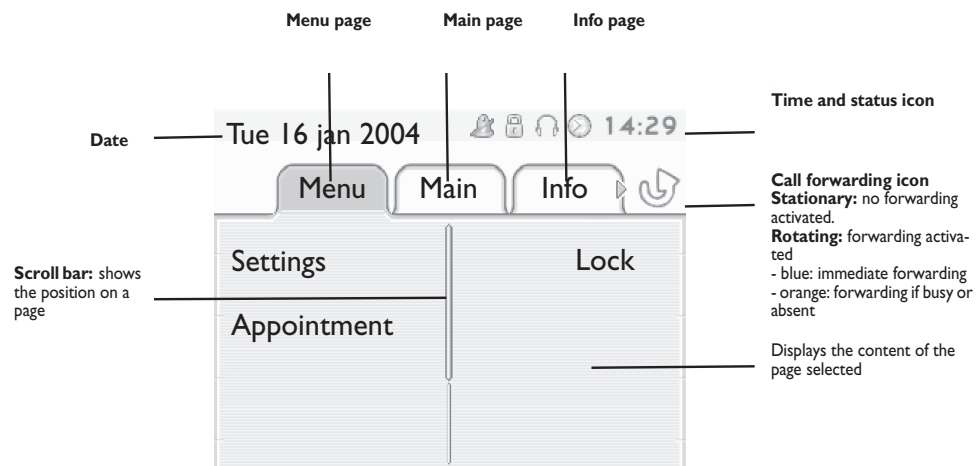 Menu page
Main page
Info page
Time and status icon
Date
Tue 16 jan 2004
14:29
Menu
Main
Info
Call forwarding icon
Stationary: no forwarding
activated.
Rotating: forwarding activa-
ted
- blue: immediate forwarding
- orange: forwarding if busy or
absent
Scroll bar: shows
the position on a
page
Settings
Lock
Appointment
Displays the content of the
page selected